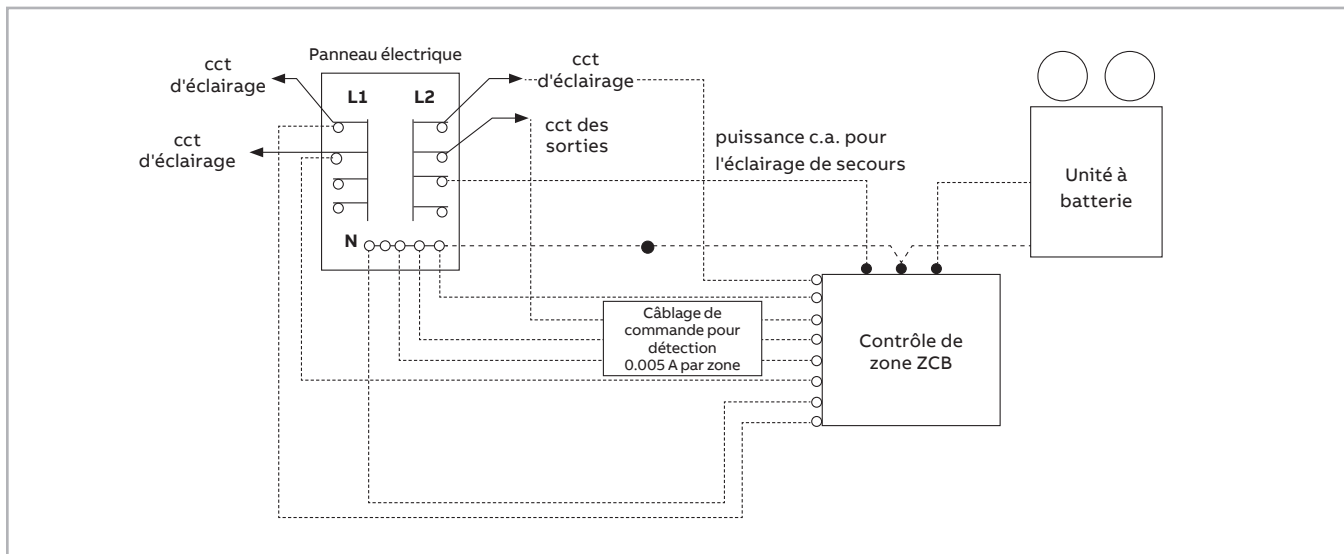 Panneau électrique
cct
d'éclairage
L1
L2
cct
d'éclairage
cct
d'éclairage
cct des
sorties
puissance c.a. pour
l'éclairage de secours
Unité à
batterie
N
Câblage de
commande pour
détection
0.005 A par zone
Contrôle de
zone ZCB